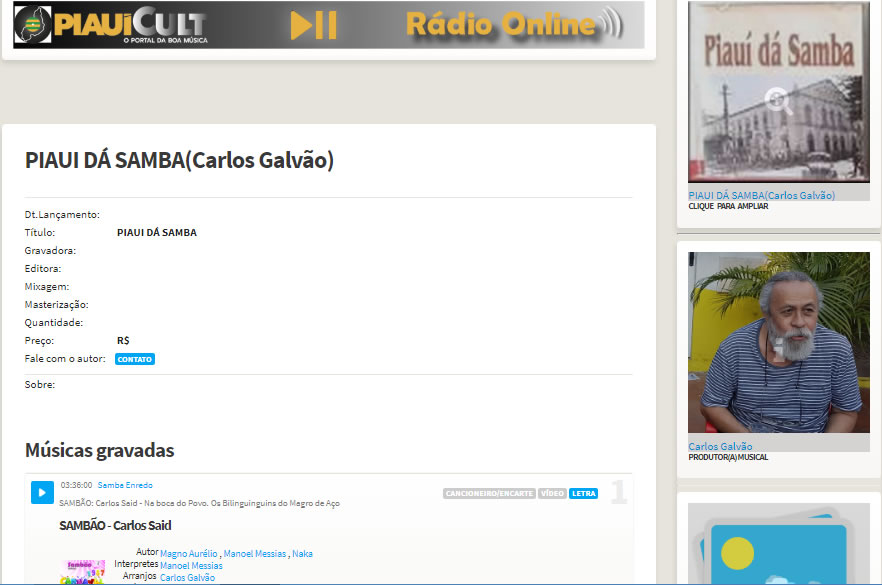 PIAUÍCULT
O PORTAL DA BOA MÚSICA
Rádio Online
PIAUI DÁ SAMBA(Carlos Galvão)
Dt.Lançamento:
Título: PIAUI DÁ SAMBA
Gravadora:
Editora:
Mixagem:
Masterização:
Quantidade:
Preço: R$
Fale com o autor: CONTATO
Sobre:
Músicas gravadas
03:36:00 Samba Enredo
CANCIONEIRO/ENCARTE VÍDEO LETRA 1
SAMBÃO: Carlos Said - Na boca do Povo. Os Bilinguinguins do Magro de Aço
SAMBÃO - Carlos Said
Autor Magno Aurélio , Manoel Messias , Naka
Interpretes Manoel Messias
Arranjos Carlos Galvão
Sambão
Piauí dá Samba
PIAUI DÁ SAMBA(Carlos Galvão)
CLIQUE PARA AMPLIAR
Carlos Galvão
PRODUTOR(A) MUSICAL